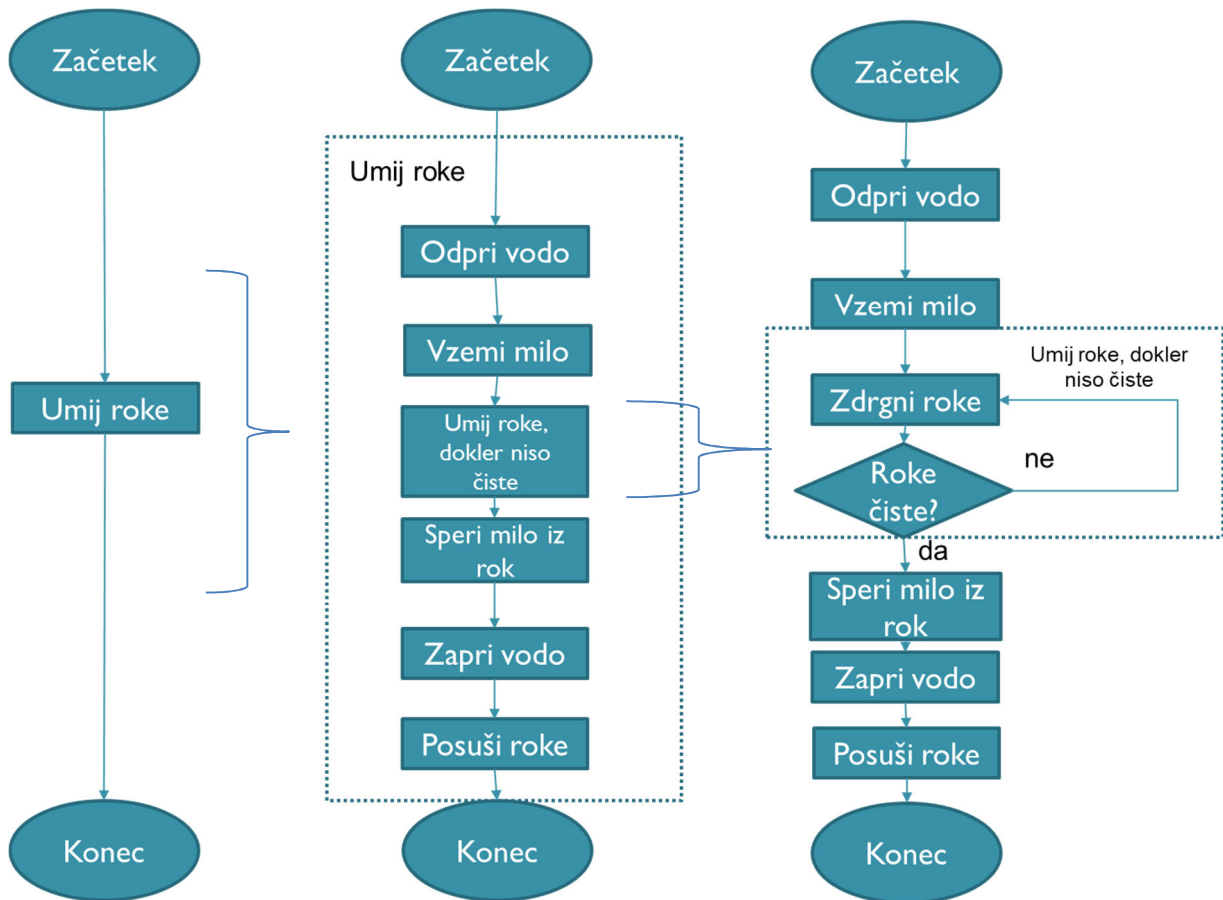 Začetek
Umij roke
Konec
Začetek
Umij roke
Odpri vodo
Vzemi milo
Umij roke,
dokler niso
čiste
Speri milo iz
rok
Zapri vodo
Posuši roke
Konec
Začetek
Odpri vodo
Vzemi milo
Umij roke, dokler
niso čiste
Zdrgni roke
Roke
čiste?
ne
da
Speri milo iz
rok
Zapri vodo
Posuši roke
Konec